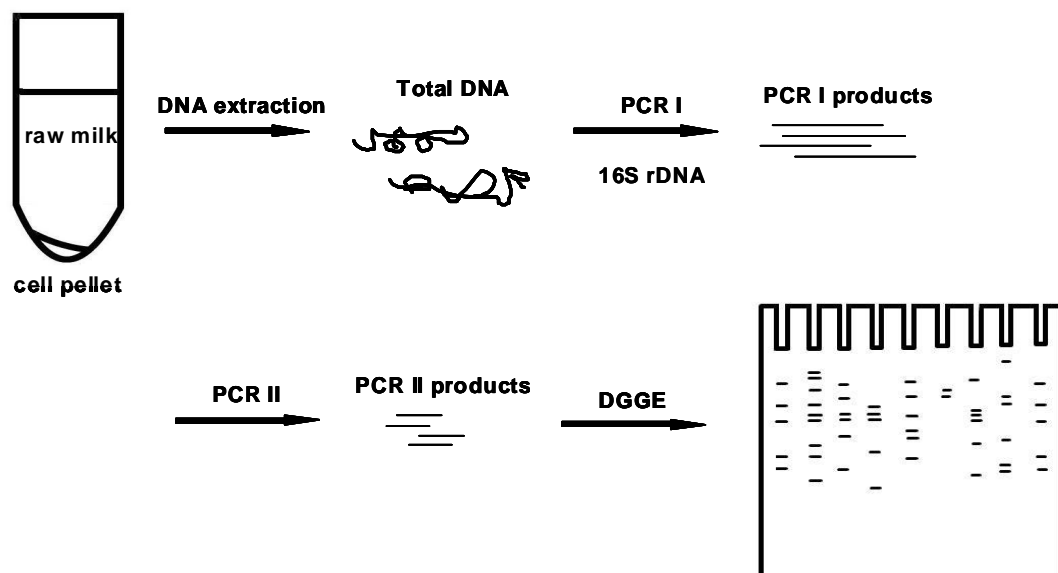 raw milk
cell pellet
DNA extraction
Total DNA
PCR I
16S rDNA
PCR I products
PCR II
PCR II products
DGGE